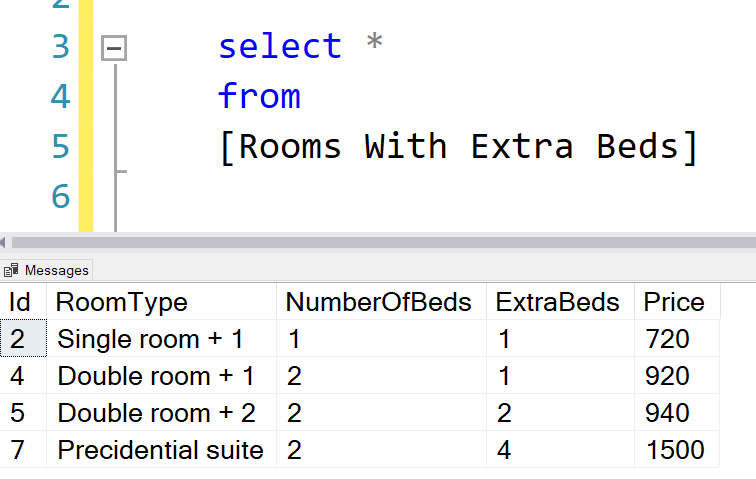 2
3 select *
4 from
5 [Rooms With Extra Beds]
6
Messages
Id RoomType NumberOfBeds ExtraBeds Price
2 Single room + 1 1 1 720
4 Double room + 1 2 1 920
5 Double room + 2 2 2 940
7 Precidential suite 2 4 1500